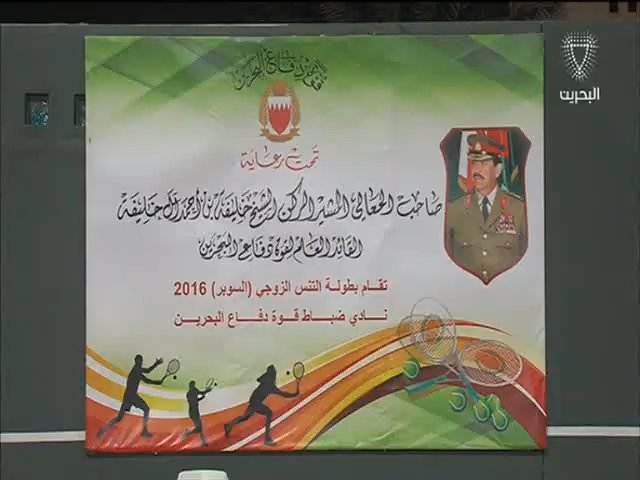 قوة دفاع البحرين
البحرين
تحت رعاية
صاحب المعالي المشير الركن الشيخ خليفة بن أحمد آل خليفة
القائد العام لقوة دفاع البحرين
تقام بطولة التنس الزوجي (السوبر) 2016
نادي ضباط قوة دفاع البحرين